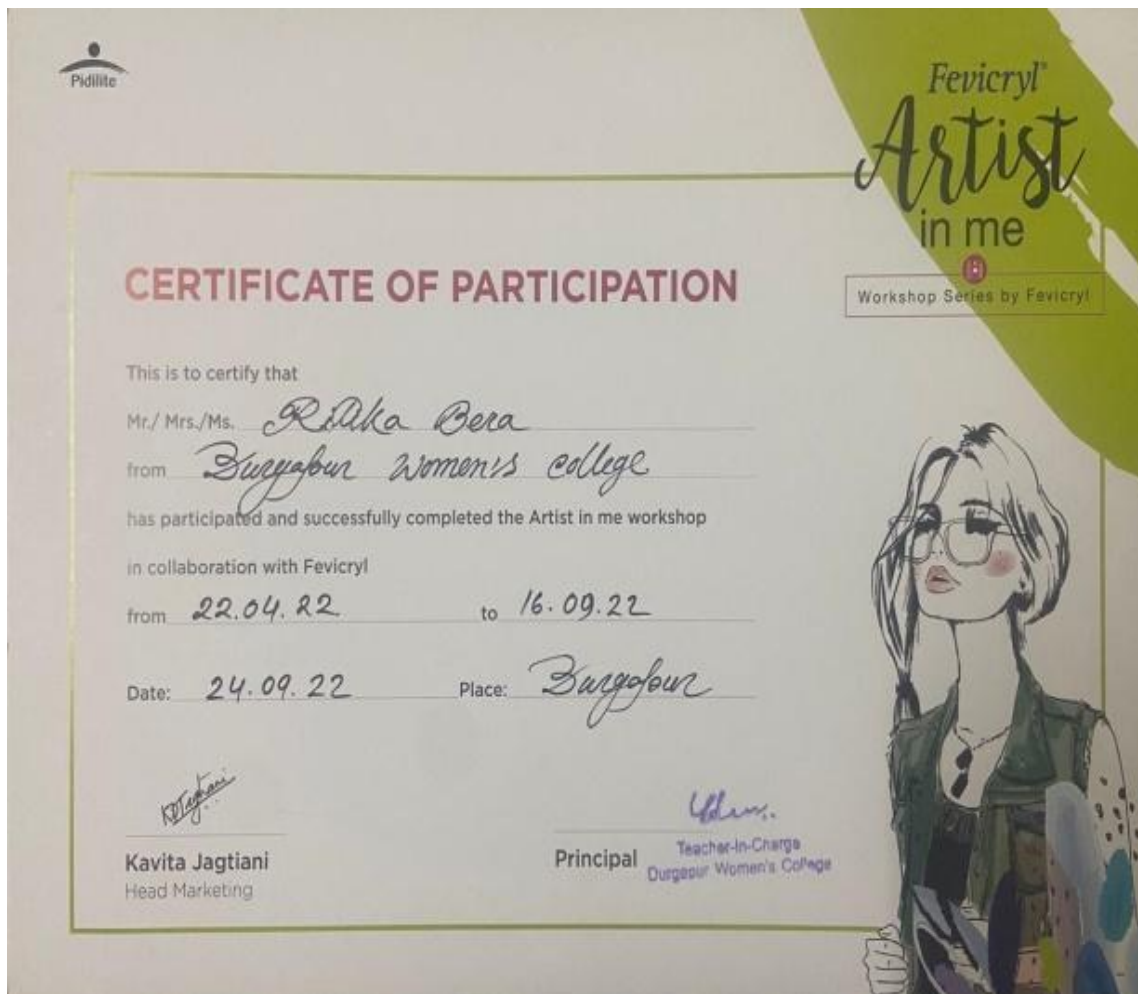 Pidilite
Fevicryl®
Artist
in me
Workshop Series by Fevicryl
CERTIFICATE OF PARTICIPATION
This is to certify that
Mr./ Mrs./Ms. Bera
from Durgapur Women's College
has participated and successfully completed the Artist in me workshop
in collaboration with Fevicryl
from 22.04.22 to 16.09.22
Date: 24.09.22 Place: Durgapur
Kavita Jagtiani
Head Marketing
Principal
Teacher-In-Charge
Durgapur Women's College